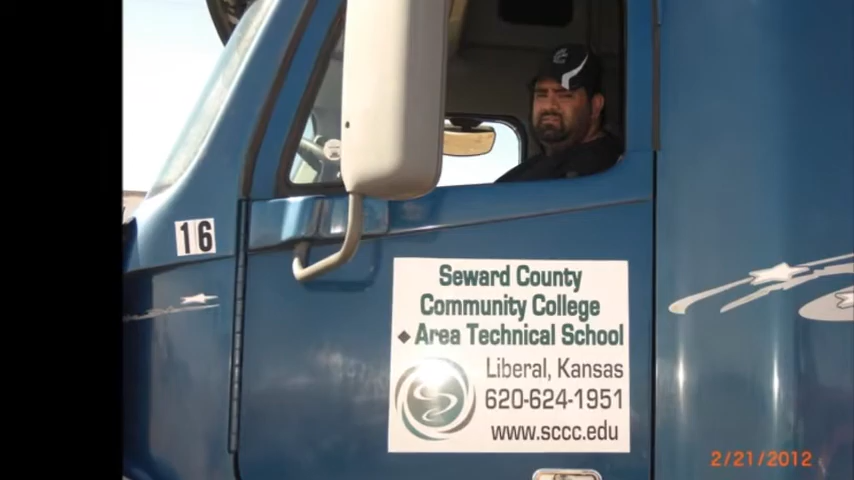 16
Seward County
Community College
Area Technical School
Liberal, Kansas
620-624-1951
www.sccc.edu
2/21/2012